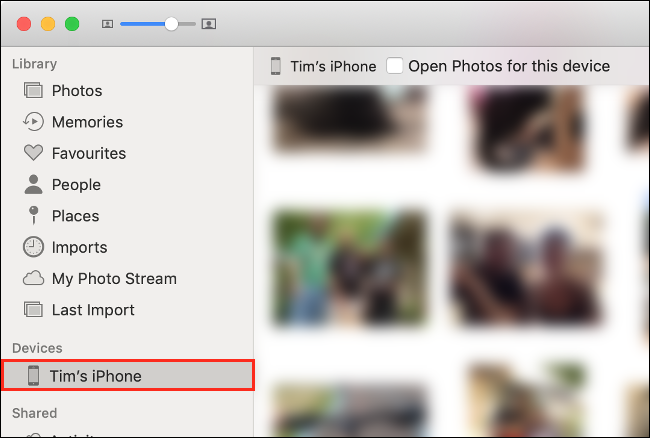 Library
Photos
Memories
Favourites
People
Places
Imports
My Photo Stream
Last Import
Devices
Tim's iPhone
Shared
Tim's iPhone Open Photos for this device